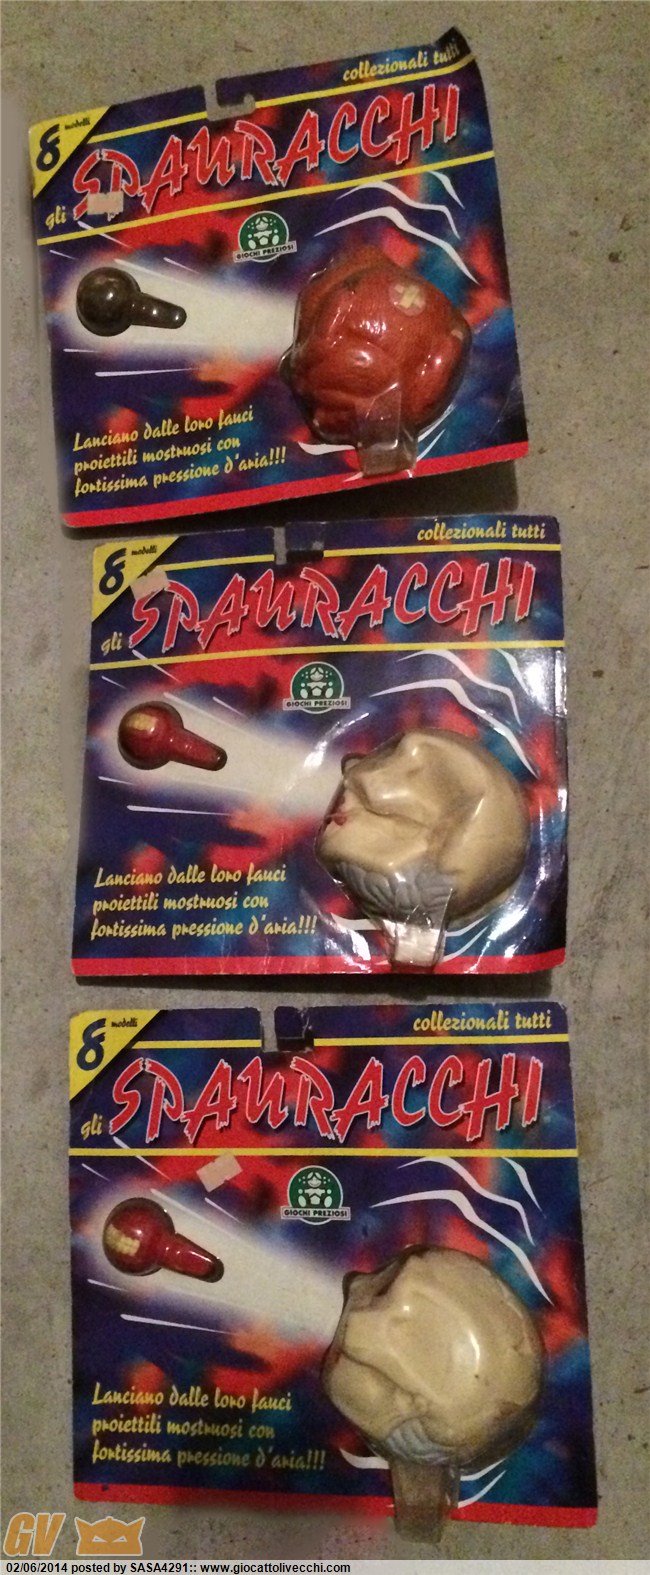 collezionali tutti
8 modelli
gli SPAURACCHI
GIOCHI PREZIOSI
Lanciano dalle loro fauci
proiettili mostruosi con
fortissima pressione d'aria!!!
collezionali tutti
8 modelli
gli SPAURACCHI
GIOCHI PREZIOSI
Lanciano dalle loro fauci
proiettili mostruosi con
fortissima pressione d'aria!!!
collezionali tutti
8 modelli
gli SPAURACCHI
GIOCHI PREZIOSI
Lanciano dalle loro fauci
proiettili mostruosi con
fortissima pressione d'aria!!!
GV
02/06/2014 posted by SASA4291:: www.giocattolivecchi.com